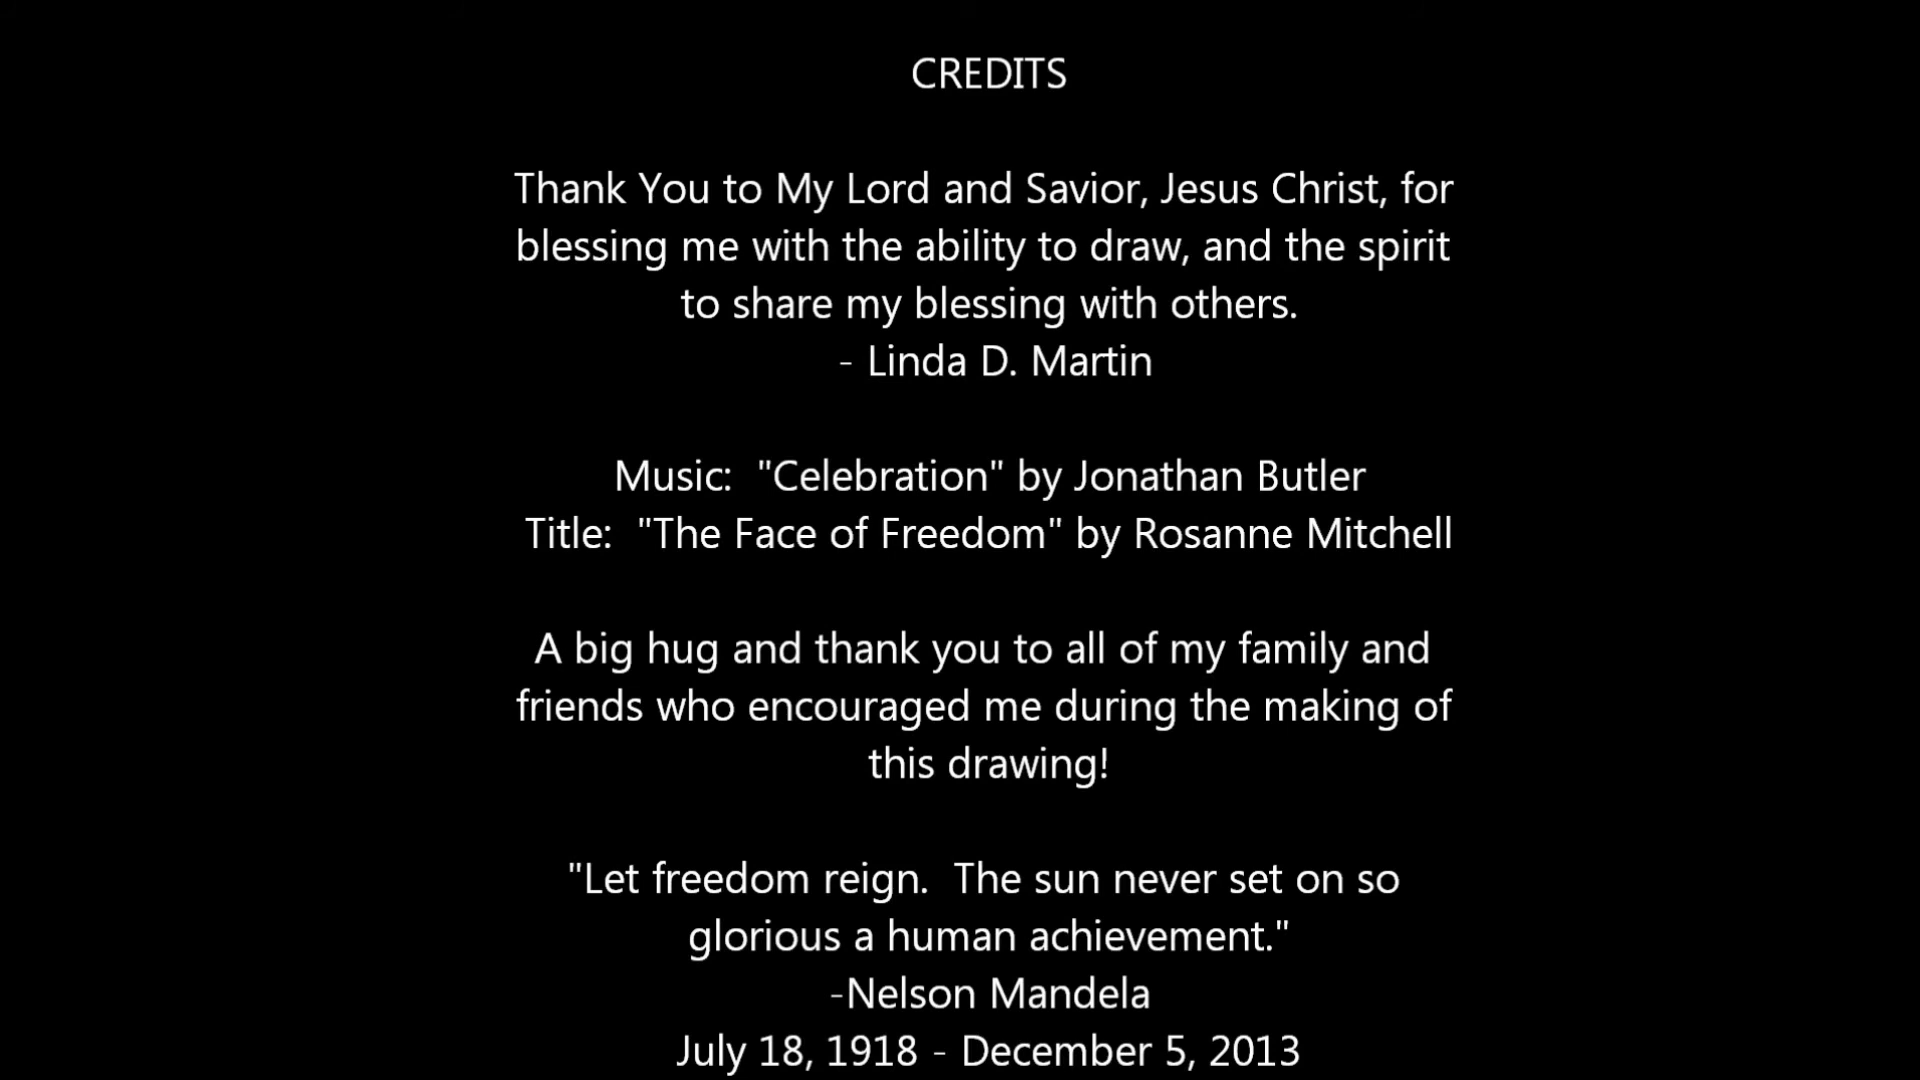 CREDITS
Thank You to My Lord and Savior, Jesus Christ, for
blessing me with the ability to draw, and the spirit
to share my blessing with others.
- Linda D. Martin
Music:  "Celebration" by Jonathan Butler
Title:  "The Face of Freedom" by Rosanne Mitchell
A big hug and thank you to all of my family and
friends who encouraged me during the making of
this drawing!
"Let freedom reign.  The sun never set on so
glorious a human achievement."
-Nelson Mandela
July 18, 1918 - December 5, 2013